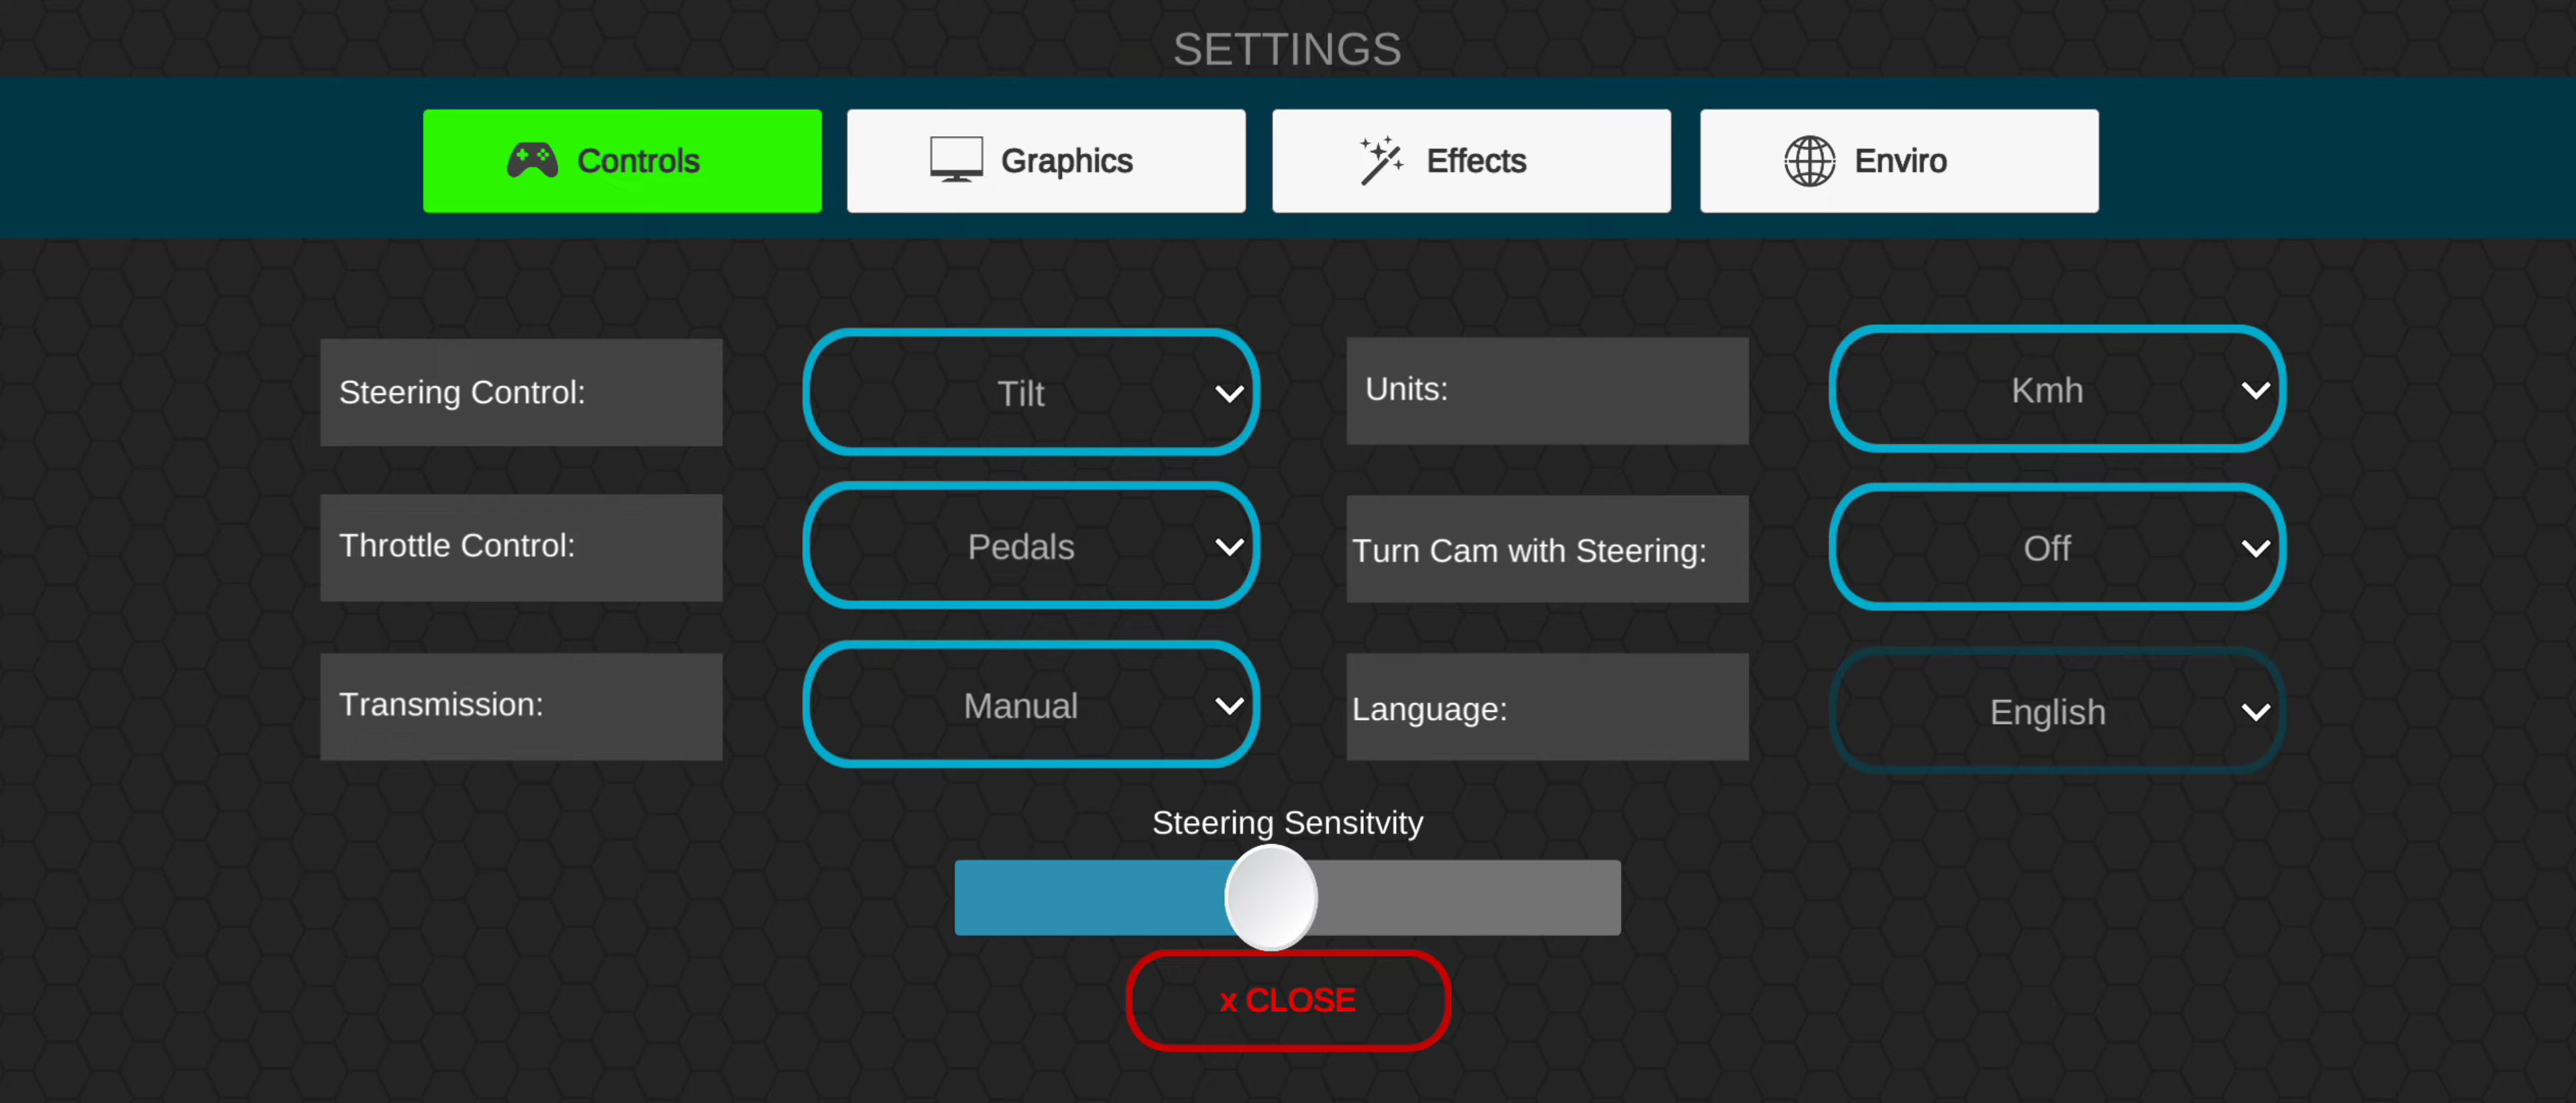 SETTINGS
Controls
Graphics
Effects
Enviro
Steering Control:
Tilt
Units:
Kmh
Throttle Control:
Pedals
Turn Cam with Steering:
Off
Transmission:
Manual
Language:
English
Steering Sensitvity
x CLOSE